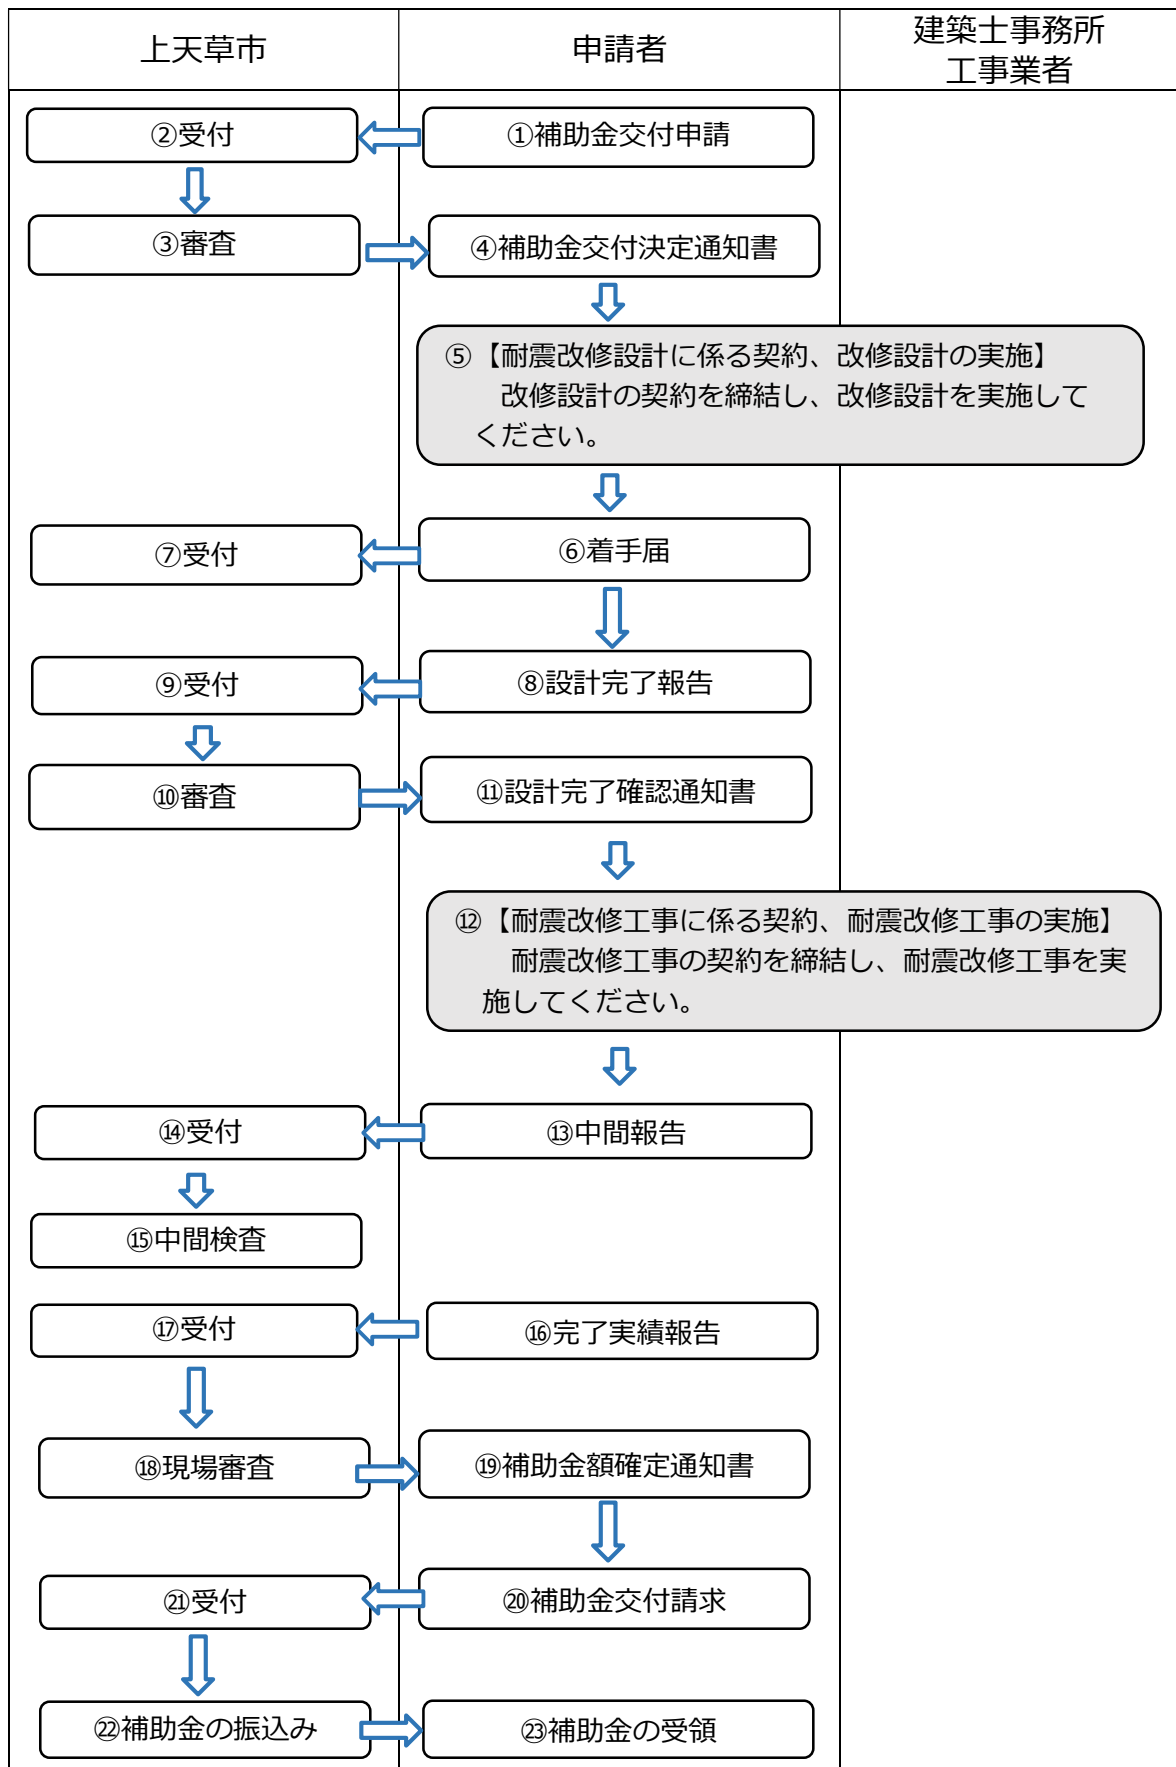 上天草市
申請者
建築士事務所
工事業者
②受付
①補助金交付申請
③審査
④補助金交付決定通知書
⑤【耐震改修設計に係る契約、改修設計の実施】
改修設計の契約を締結し、改修設計を実施して
ください。
⑦受付
⑥着手届
⑨受付
⑧設計完了報告
⑩審査
⑪設計完了確認通知書
⑫【耐震改修工事に係る契約、耐震改修工事の実施】
耐震改修工事の契約を締結し、耐震改修工事を実
施してください。
⑭受付
⑬中間報告
⑮中間検査
⑰受付
⑯完了実績報告
⑱現場審査
⑲補助金額確定通知書
㉑受付
⑳補助金交付請求
㉒補助金の振込み
㉓補助金の受領